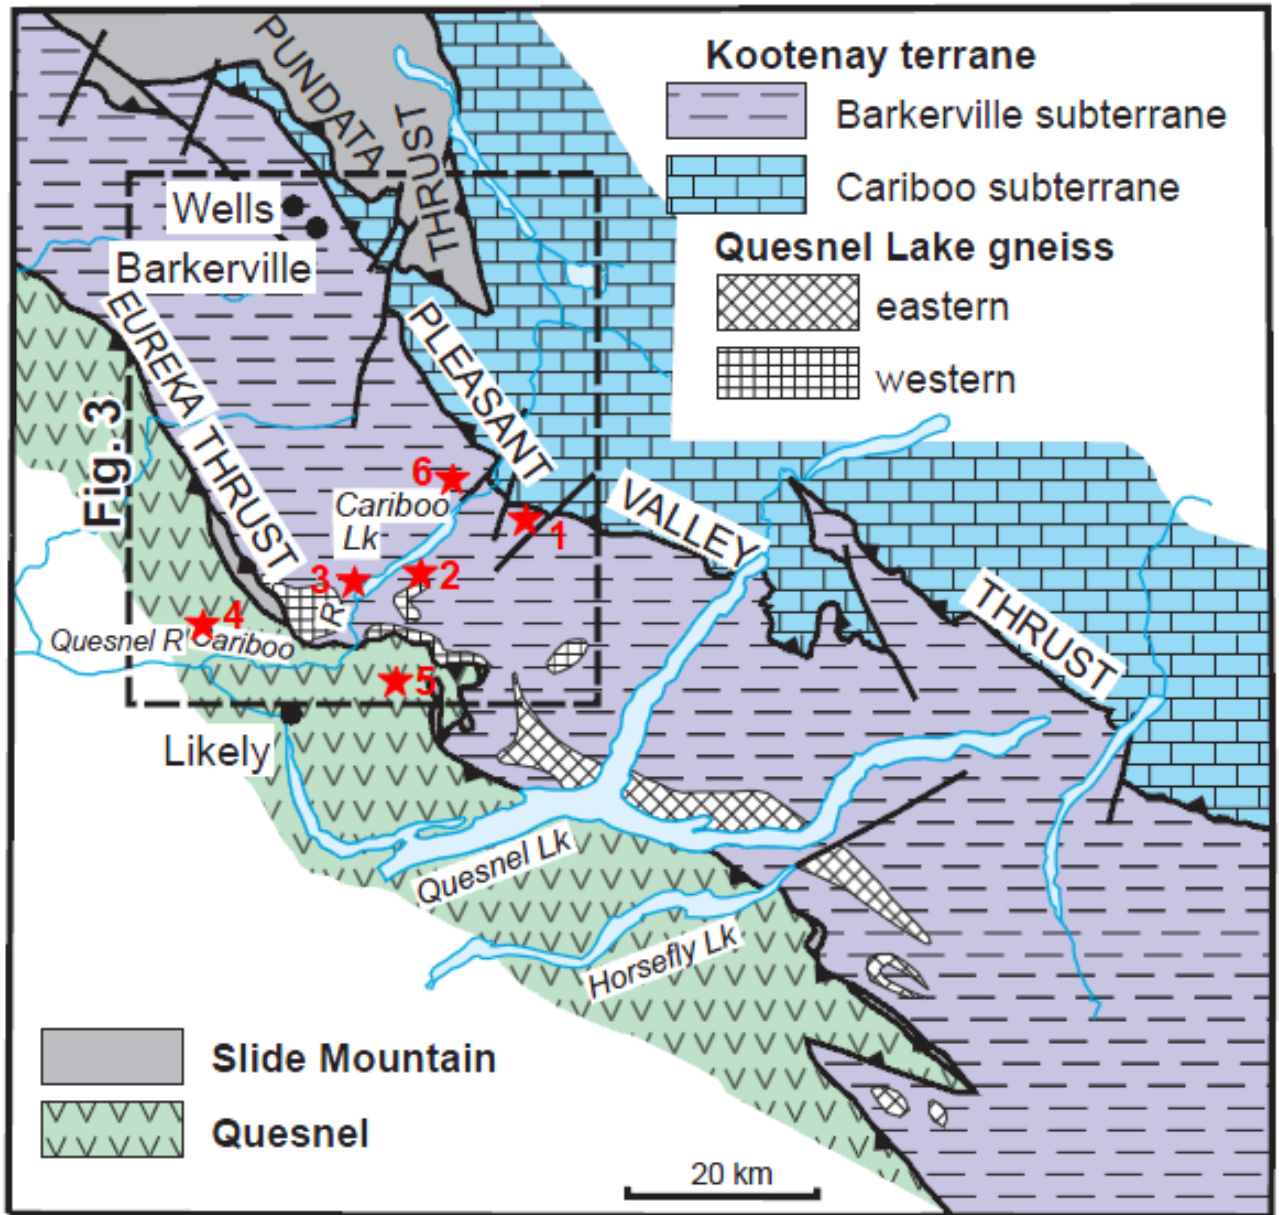 PUNDATA
THRUST
Kootenay terrane
Barkerville subterrane
Cariboo subterrane
Quesnel Lake gneiss
eastern
western
Wells
Barkerville
EUREKA THRUST
PLEASANT
VALLEY
THRUST
Fig. 3
6
Cariboo
Lk
1
3
2
R
4
Quesnel R
Cariboo
5
Likely
Quesnel Lk
Horsefly Lk
Slide Mountain
Quesnel
20 km